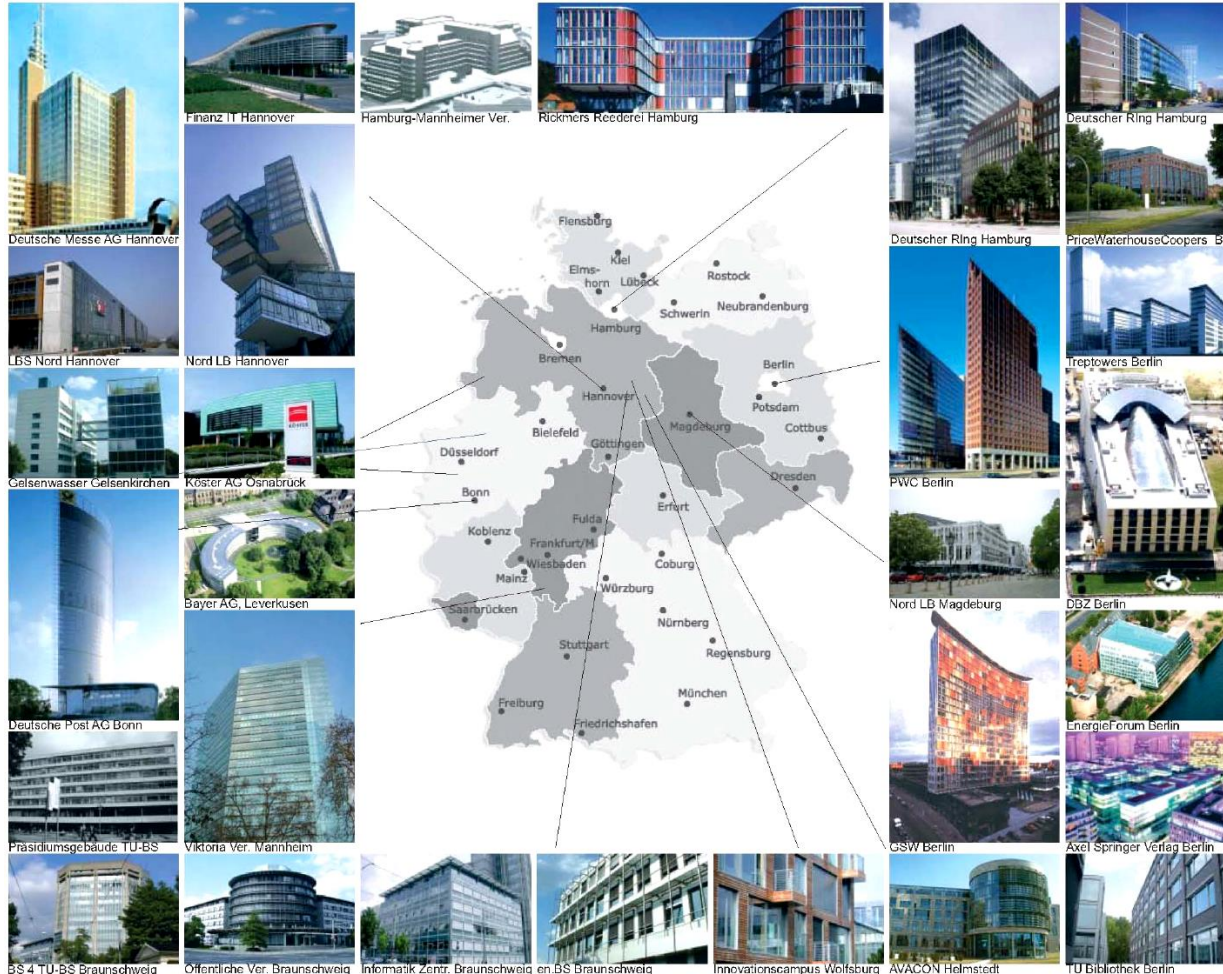 Finanz IT Hannover
Hamburg-Mannheimer Ver.
Rickmers Reederei Hamburg
Deutscher RIng Hamburg
Deutsche Messe AG Hannover
Deutscher RIng Hamburg
PriceWaterhouseCoopers B
LBS Nord Hannover
Nord LB Hannover
Treptowers Berlin
Gelsenwasser Gelsenkirchen
Köster AG Osnabrück
KÖSTER
PWC Berlin
Bayer AG, Leverkusen
Nord LB Magdeburg
DBZ Berlin
Deutsche Post AG Bonn
EnergieForum Berlin
Präsidiumsgebäude TU-BS
Viktoria Ver. Mannheim
GSW Berlin
Axel Springer Verlag Berlin
BS 4 TU-BS Braunschweig
Öffentliche Ver. Braunschweig
Informatik Zentr. Braunschweig
en.BS Braunschweig
Innovationscampus Wolfsburg
AVACON Helmstedt
TU Bibliothek Berlin
Flensburg
Kiel
Elms-
horn
Lübeck
Rostock
Neubrandenburg
Schwerin
Hamburg
Bremen
Berlin
Hannover
Potsdam
Magdeburg
Cottbus
Bielefeld
Göttingen
Düsseldorf
Dresden
Bonn
Erfurt
Koblenz
Fulda
Frankfurt/M.
Wiesbaden
Mainz
Coburg
Würzburg
Saarbrücken
Nürnberg
Stuttgart
Regensburg
München
Freiburg
Friedrichshafen